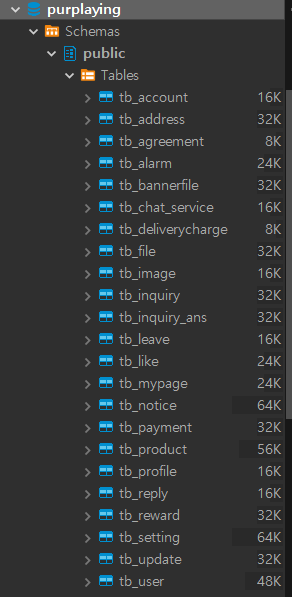 purplaying
Schemas
public
Tables
tb_account 16K
tb_address 32K
tb_agreement 8K
tb_alarm 24K
tb_bannerfile 32K
tb_chat_service 16K
tb_deliverycharge 8K
tb_file 32K
tb_image 16K
tb_inquiry 32K
tb_inquiry_ans 32K
tb_leave 16K
tb_like 24K
tb_mypage 24K
tb_notice 64K
tb_payment 32K
tb_product 56K
tb_profile 16K
tb_reply 16K
tb_reward 32K
tb_setting 64K
tb_update 32K
tb_user 48K